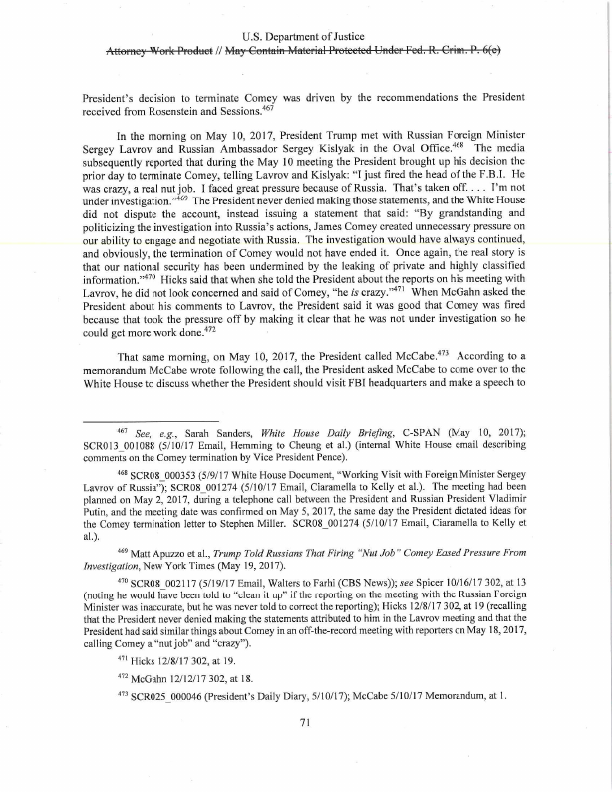 U.S. Department of Justice
Attorney Work Product // May Contain Material Protected Under Fed. R. Crim. P. 6(e)
President's decision to terminate Comey was driven by the recommendations the President
received from Rosenstein and Sessions.467
In the morning on May 10, 2017, President Trump met with Russian Foreign Minister
Sergey Lavrov and Russian Ambassador Sergey Kislyak in the Oval Office.468 The media
subsequently reported that during the May 10 meeting the President brought up his decision the
prior day to terminate Comey, telling Lavrov and Kislyak: "I just fired the head of the F.B.I. He
was crazy, a real nut job. I faced great pressure because of Russia. That's taken off. . . . I'm not
under investigation."469 The President never denied making those statements, and the White House
did not dispute the account, instead issuing a statement that said: "By grandstanding and
politicizing the investigation into Russia's actions, James Comey created unnecessary pressure on
our ability to engage and negotiate with Russia. The investigation would have always continued,
and obviously, the termination of Comey would not have ended it. Once again, the real story is
that our national security has been undermined by the leaking of private and highly classified
information."470 Hicks said that when she told the President about the reports on his meeting with
Lavrov, he did not look concerned and said of Comey, "he is crazy."471 When McGahn asked the
President about his comments to Lavrov, the President said it was good that Comey was fired
because that took the pressure off by making it clear that he was not under investigation so he
could get more work done.472
That same morning, on May 10, 2017, the President called McCabe.473 According to a
memorandum McCabe wrote following the call, the President asked McCabe to come over to the
White House to discuss whether the President should visit FBI headquarters and make a speech to
467 See, e.g., Sarah Sanders, White House Daily Briefing, C-SPAN (May 10, 2017);
SCR013_001088 (5/10/17 Email, Hemming to Cheung et al.) (internal White House email describing
comments on the Comey termination by Vice President Pence).
468 SCR08_000353 (5/9/17 White House Document, "Working Visit with Foreign Minister Sergey
Lavrov of Russia"); SCR08_001274 (5/10/17 Email, Ciaramella to Kelly et al.). The meeting had been
planned on May 2, 2017, during a telephone call between the President and Russian President Vladimir
Putin, and the meeting date was confirmed on May 5, 2017, the same day the President dictated ideas for
the Comey termination letter to Stephen Miller. SCR08_001274 (5/10/17 Email, Ciaramella to Kelly et
al.).
469 Matt Apuzzo et al., Trump Told Russians That Firing "Nut Job" Comey Eased Pressure From
Investigation, New York Times (May 19, 2017).
470 SCR08_002117 (5/19/17 Email, Walters to Farhi (CBS News)); see Spicer 10/16/17 302, at 13
(noting he would have been told to "clean it up" if the reporting on the meeting with the Russian Foreign
Minister was inaccurate, but he was never told to correct the reporting); Hicks 12/8/17 302, at 19 (recalling
that the President never denied making the statements attributed to him in the Lavrov meeting and that the
President had said similar things about Comey in an off-the-record meeting with reporters on May 18, 2017,
calling Comey a "nut job" and "crazy").
471 Hicks 12/8/17 302, at 19.
472 McGahn 12/12/17 302, at 18.
473 SCR025_000046 (President's Daily Diary, 5/10/17); McCabe 5/10/17 Memorandum, at 1.
71